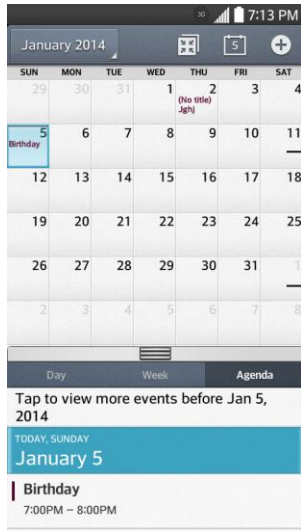 30 7:13 PM
January 2014 5
SUN MON TUE WED THU FRI SAT
29 30 31 1 2 3 4
(No title)
Jghj
5 6 7 8 9 10 11
Birthday
12 13 14 15 16 17 18
19 20 21 22 23 24 25
26 27 28 29 30 31 1
2 3 4 5 6 7 8
Day Week Agenda
Tap to view more events before Jan 5,
2014
TODAY, SUNDAY
January 5
Birthday
7:00PM – 8:00PM